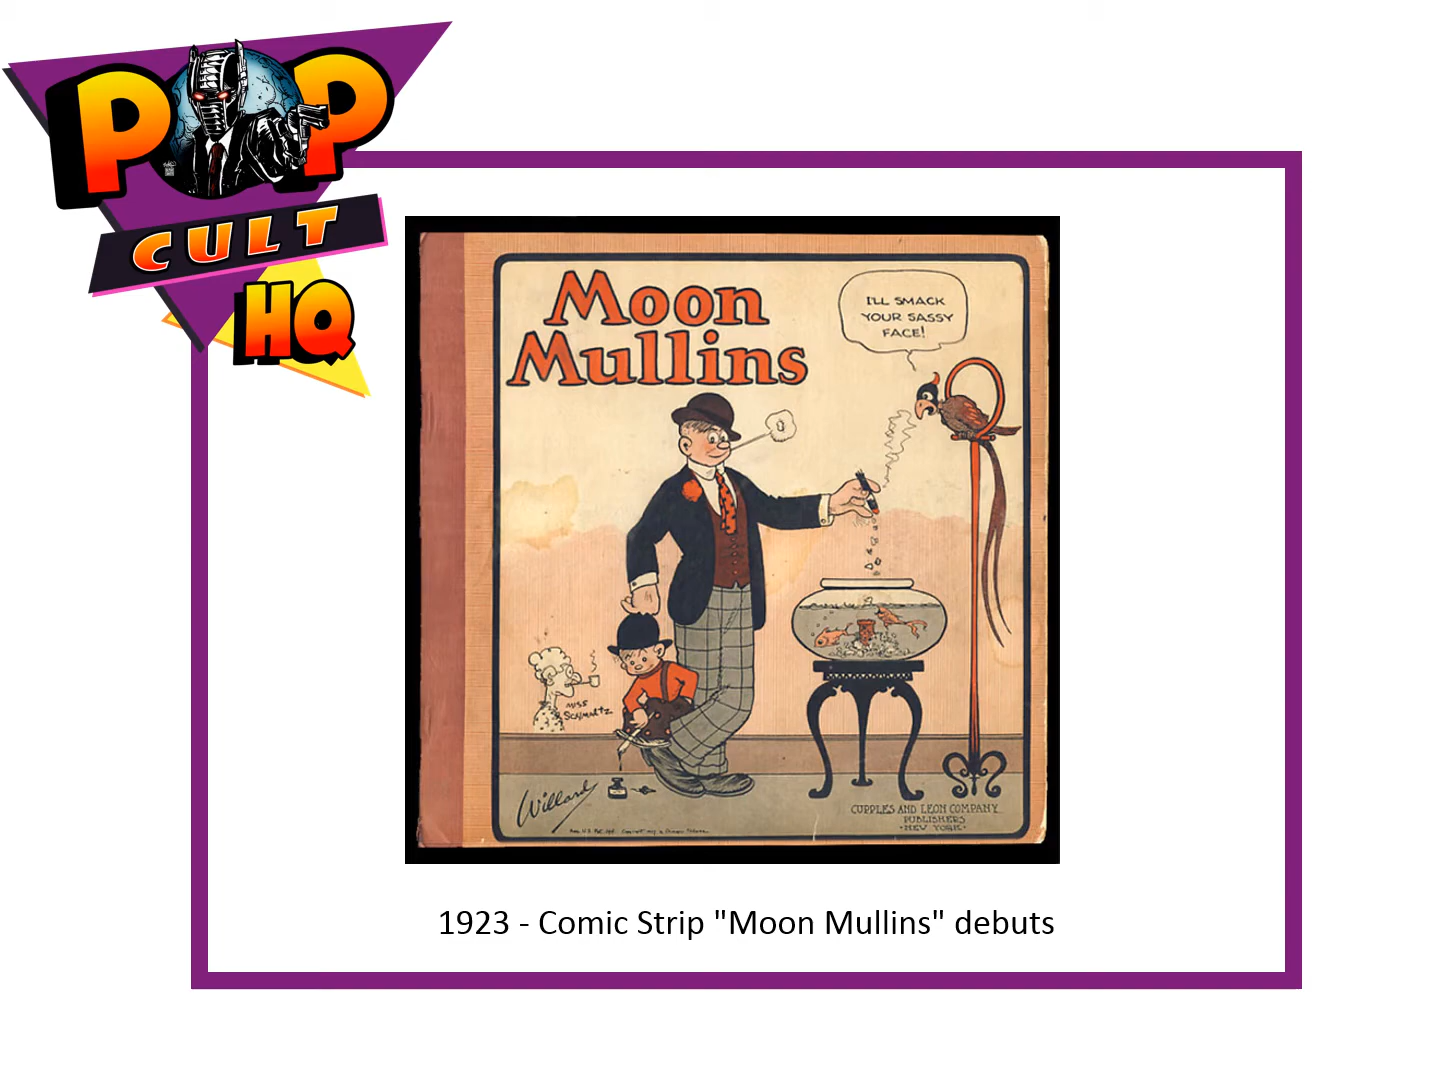 POP
CULT
HQ
Moon
Mullins
I'LL SMACK
YOUR SASSY
FACE!
MISS
SCHMARTZ
Willard
CUPPLES AND LEON COMPANY
PUBLISHERS
·NEW YORK·
1923 - Comic Strip "Moon Mullins" debuts